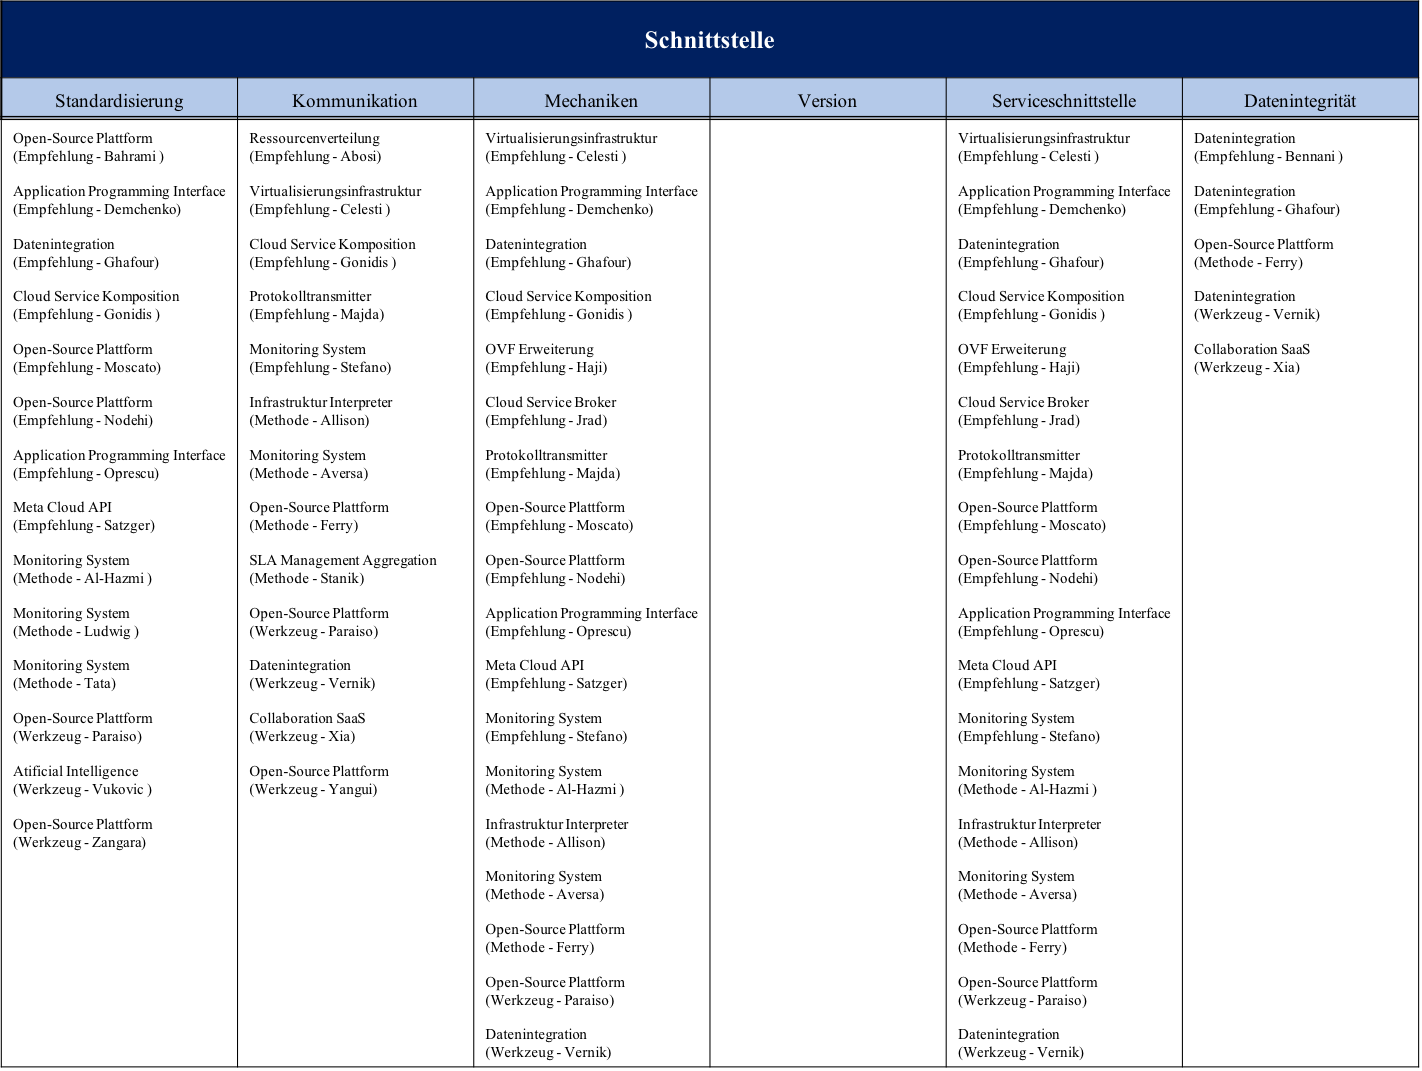 Schnittstelle
Standardisierung
Kommunikation
Mechaniken
Version
Serviceschnittstelle
Datenintegrität
Open-Source Plattform
(Empfehlung - Bahrami )
Application Programming Interface
(Empfehlung - Demchenko)
Datenintegration
(Empfehlung - Ghafour)
Cloud Service Komposition
(Empfehlung - Gonidis )
Open-Source Plattform
(Empfehlung - Moscato)
Open-Source Plattform
(Empfehlung - Nodehi)
Application Programming Interface
(Empfehlung - Oprescu)
Meta Cloud API
(Empfehlung - Satzger)
Monitoring System
(Methode - Al-Hazmi )
Monitoring System
(Methode - Ludwig )
Monitoring System
(Methode - Tata)
Open-Source Plattform
(Werkzeug - Paraiso)
Atificial Intelligence
(Werkzeug - Vukovic )
Open-Source Plattform
(Werkzeug - Zangara)
Ressourcenverteilung
(Empfehlung - Abosi)
Virtualisierungsinfrastruktur
(Empfehlung - Celesti )
Cloud Service Komposition
(Empfehlung - Gonidis )
Protokolltransmitter
(Empfehlung - Majda)
Monitoring System
(Empfehlung - Stefano)
Infrastruktur Interpreter
(Methode - Allison)
Monitoring System
(Methode - Aversa)
Open-Source Plattform
(Methode - Ferry)
SLA Management Aggregation
(Methode - Stanik)
Open-Source Plattform
(Werkzeug - Paraiso)
Datenintegration
(Werkzeug - Vernik)
Collaboration SaaS
(Werkzeug - Xia)
Open-Source Plattform
(Werkzeug - Yangui)
Virtualisierungsinfrastruktur
(Empfehlung - Celesti )
Application Programming Interface
(Empfehlung - Demchenko)
Datenintegration
(Empfehlung - Ghafour)
Cloud Service Komposition
(Empfehlung - Gonidis )
OVF Erweiterung
(Empfehlung - Haji)
Cloud Service Broker
(Empfehlung - Jrad)
Protokolltransmitter
(Empfehlung - Majda)
Open-Source Plattform
(Empfehlung - Moscato)
Open-Source Plattform
(Empfehlung - Nodehi)
Application Programming Interface
(Empfehlung - Oprescu)
Meta Cloud API
(Empfehlung - Satzger)
Monitoring System
(Empfehlung - Stefano)
Monitoring System
(Methode - Al-Hazmi )
Infrastruktur Interpreter
(Methode - Allison)
Monitoring System
(Methode - Aversa)
Open-Source Plattform
(Methode - Ferry)
Open-Source Plattform
(Werkzeug - Paraiso)
Datenintegration
(Werkzeug - Vernik)
Virtualisierungsinfrastruktur
(Empfehlung - Celesti )
Application Programming Interface
(Empfehlung - Demchenko)
Datenintegration
(Empfehlung - Ghafour)
Cloud Service Komposition
(Empfehlung - Gonidis )
OVF Erweiterung
(Empfehlung - Haji)
Cloud Service Broker
(Empfehlung - Jrad)
Protokolltransmitter
(Empfehlung - Majda)
Open-Source Plattform
(Empfehlung - Moscato)
Open-Source Plattform
(Empfehlung - Nodehi)
Application Programming Interface
(Empfehlung - Oprescu)
Meta Cloud API
(Empfehlung - Satzger)
Monitoring System
(Empfehlung - Stefano)
Monitoring System
(Methode - Al-Hazmi )
Infrastruktur Interpreter
(Methode - Allison)
Monitoring System
(Methode - Aversa)
Open-Source Plattform
(Methode - Ferry)
Open-Source Plattform
(Werkzeug - Paraiso)
Datenintegration
(Werkzeug - Vernik)
Datenintegration
(Empfehlung - Bennani )
Datenintegration
(Empfehlung - Ghafour)
Open-Source Plattform
(Methode - Ferry)
Datenintegration
(Werkzeug - Vernik)
Collaboration SaaS
(Werkzeug - Xia)